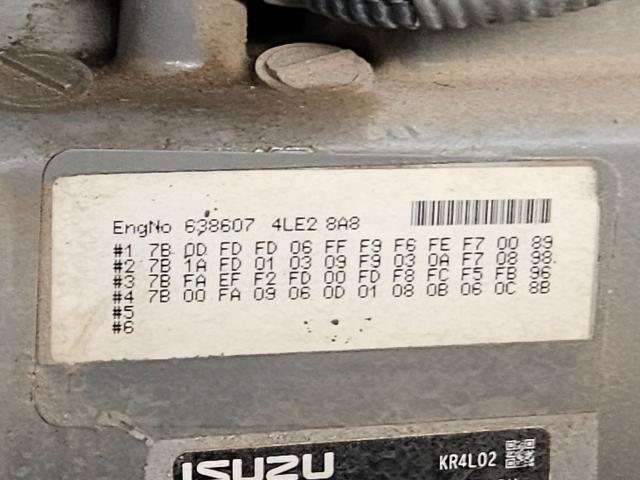 EngNo 638607 4LE2 8A8
#1 7B 0D FD FD 06 FF F9 F6 FE F7 00 89
#2 7B 1A FD 01 03 09 F9 03 0A F7 08 98
#3 7B FA EF F2 FD 00 FD F8 FC F5 FB 96
#4 7B 00 FA 09 06 0D 01 08 0B 06 0C 8B
#5
#6
ISUZU KR4L02